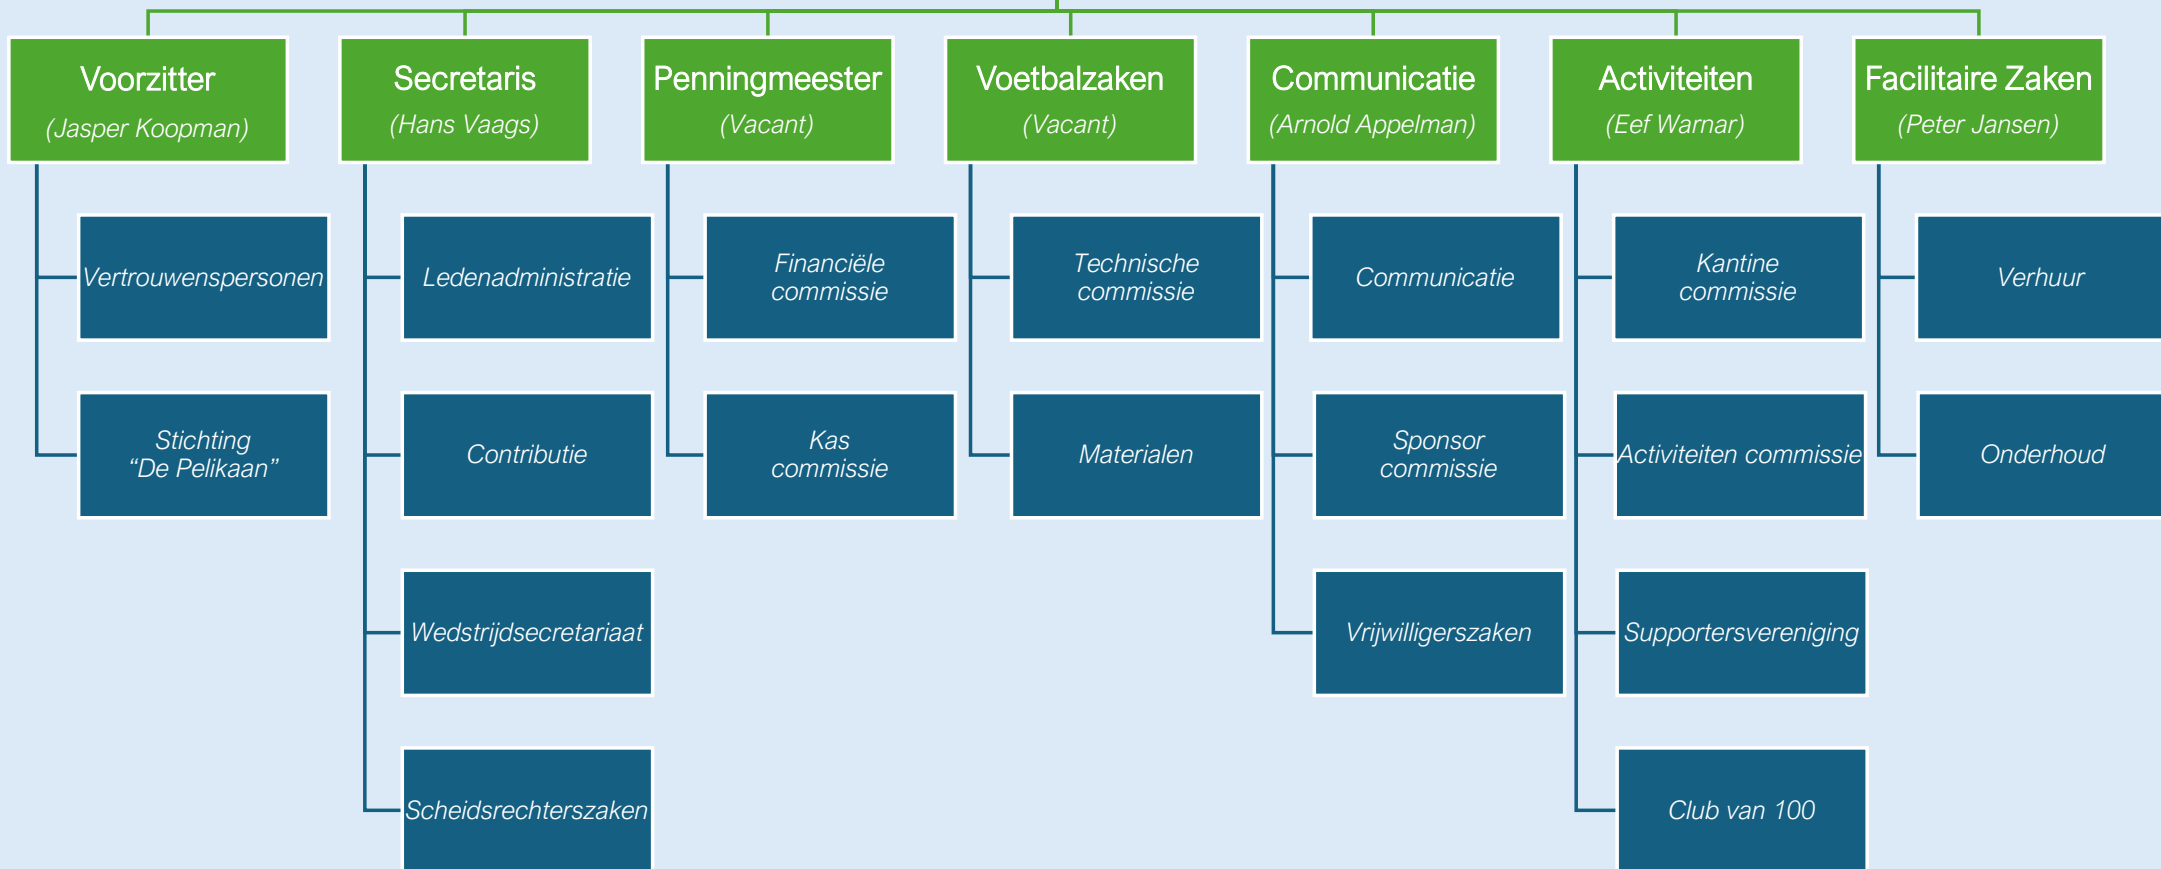 Voorzitter
(Jasper Koopman)
Secretaris
(Hans Vaags)
Penningmeester
(Vacant)
Voetbalzaken
(Vacant)
Communicatie
(Arnold Appelman)
Activiteiten
(Eef Warnar)
Facilitaire Zaken
(Peter Jansen)
Vertrouwenspersonen
Ledenadministratie
Financiële
commissie
Technische
commissie
Communicatie
Kantine
commissie
Verhuur
Stichting
“De Pelikaan”
Contributie
Kas
commissie
Materialen
Sponsor
commissie
Activiteiten commissie
Onderhoud
Wedstrijdsecretariaat
Vrijwilligerszaken
Supportersvereniging
Scheidsrechterszaken
Club van 100